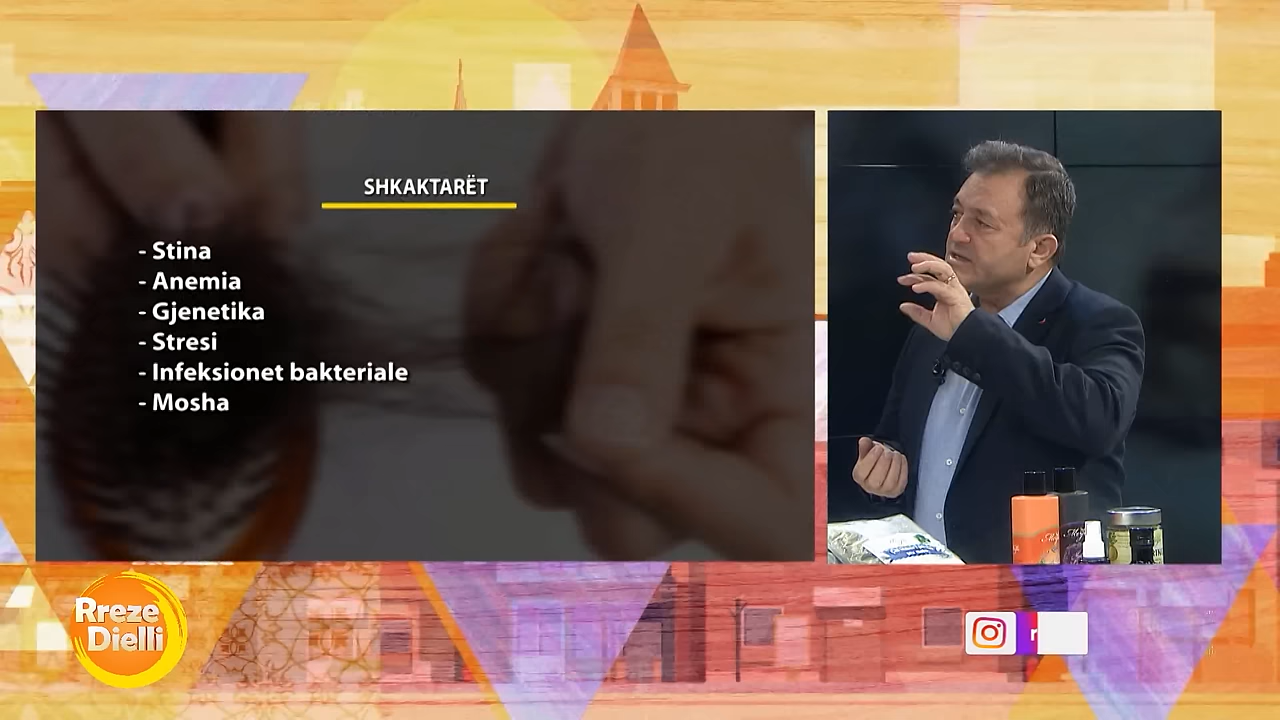 SHKAKTARËT
- Stina
- Anemia
- Gjenetika
- Stresi
- Infeksionet bakteriale
- Mosha
Rreze
Dielli